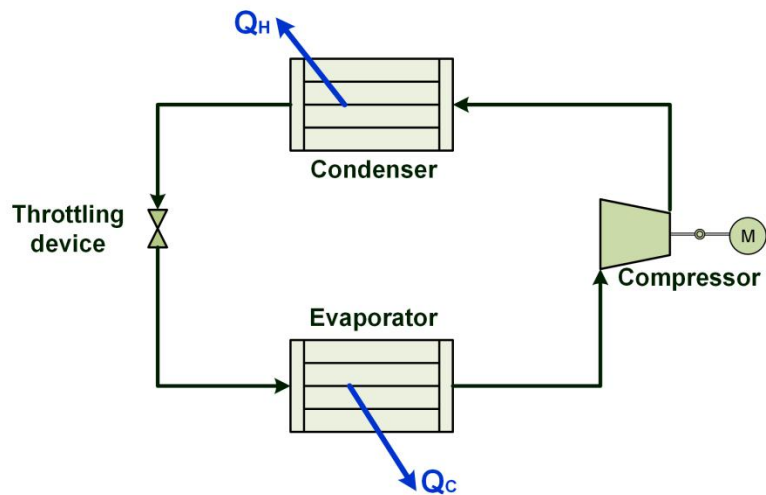 QH
Condenser
Throttling
device
M
Compressor
Evaporator
QC